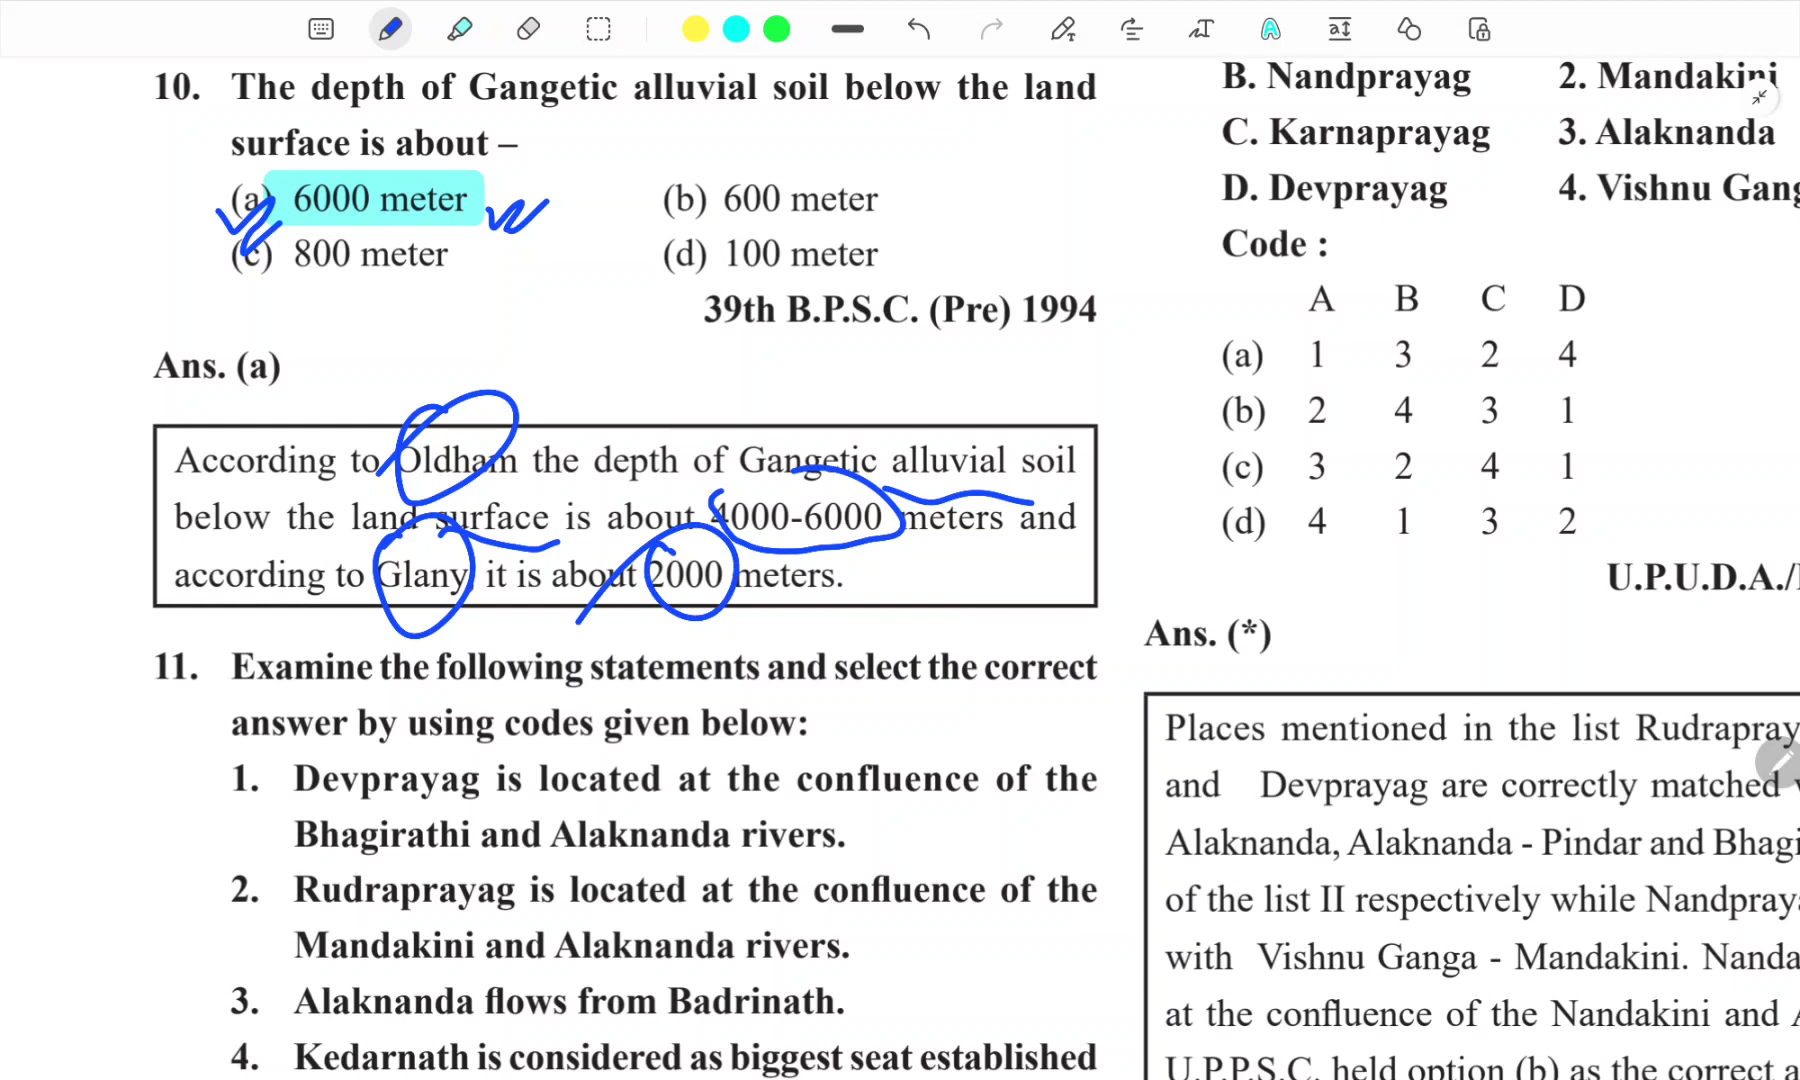 10. The depth of Gangetic alluvial soil below the land
surface is about –
(a) 6000 meter (b) 600 meter
(c) 800 meter (d) 100 meter
39th B.P.S.C. (Pre) 1994
Ans. (a)
According to Oldham the depth of Gangetic alluvial soil
below the land surface is about 4000-6000 meters and
according to Glany, it is about 2000 meters.
11. Examine the following statements and select the correct
answer by using codes given below:
1. Devprayag is located at the confluence of the
Bhagirathi and Alaknanda rivers.
2. Rudraprayag is located at the confluence of the
Mandakini and Alaknanda rivers.
3. Alaknanda flows from Badrinath.
4. Kedarnath is considered as biggest seat established
B. Nandprayag 2. Mandakini
C. Karnaprayag 3. Alaknanda
D. Devprayag 4. Vishnu Gang
Code :
A B C D
(a) 1 3 2 4
(b) 2 4 3 1
(c) 3 2 4 1
(d) 4 1 3 2
U.P.U.D.A./
Ans. (*)
Places mentioned in the list Rudrapray
and Devprayag are correctly matched
Alaknanda, Alaknanda - Pindar and Bhagi
of the list II respectively while Nandpray
with Vishnu Ganga - Mandakini. Nanda
at the confluence of the Nandakini and
U.P.P.S.C. held option (b) as the correct a